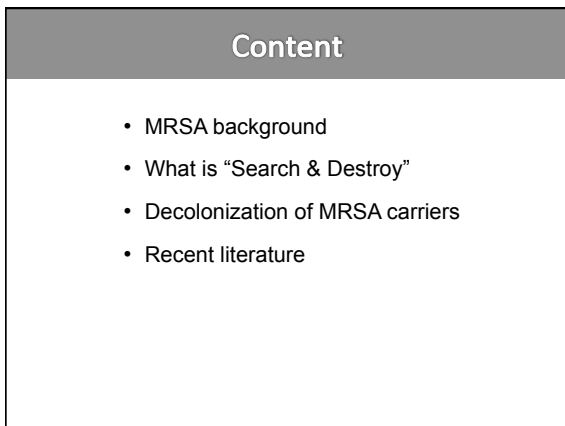 Content
• MRSA background
• What is “Search & Destroy”
• Decolonization of MRSA carriers
• Recent literature